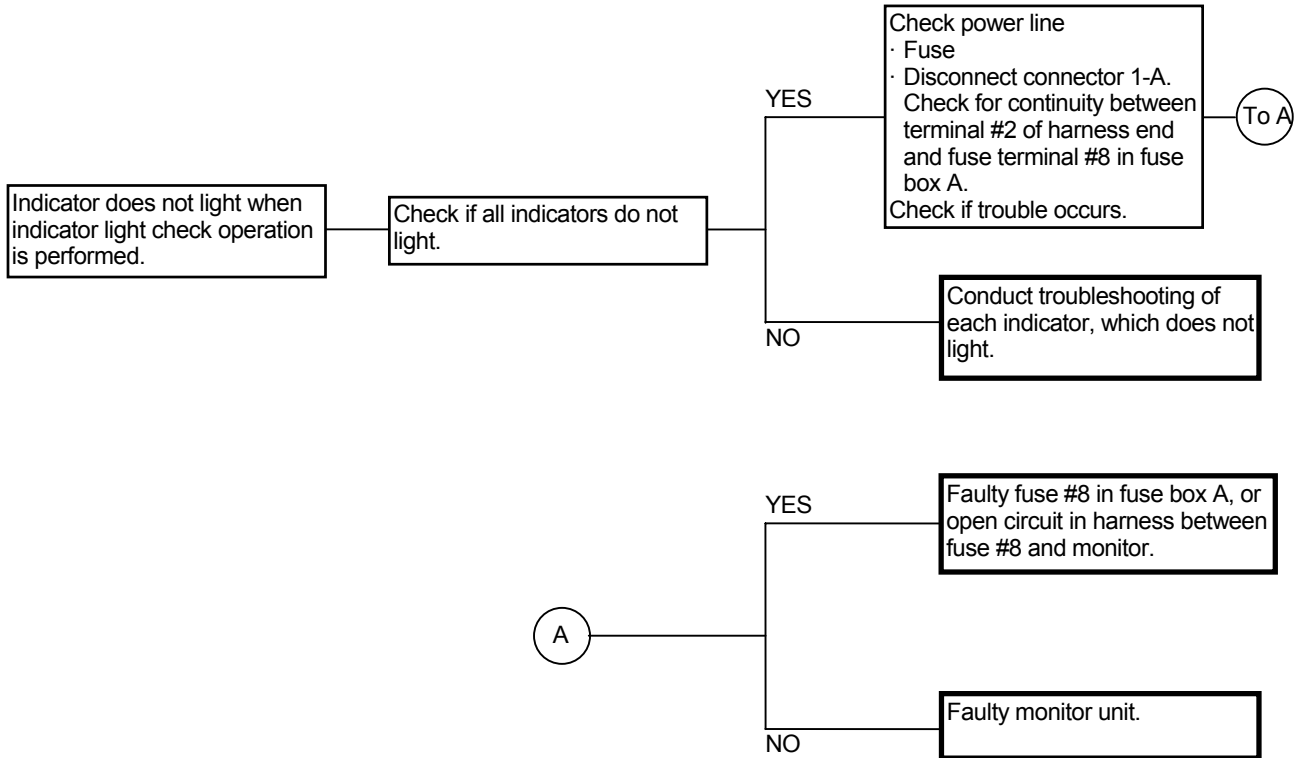 Indicator does not light when
indicator light check operation
is performed.
Check if all indicators do not
light.
YES
Check power line
· Fuse
· Disconnect connector 1-A.
Check for continuity between
terminal #2 of harness end
and fuse terminal #8 in fuse
box A.
Check if trouble occurs.
To A
NO
Conduct troubleshooting of
each indicator, which does not
light.
A
YES
Faulty fuse #8 in fuse box A, or
open circuit in harness between
fuse #8 and monitor.
NO
Faulty monitor unit.